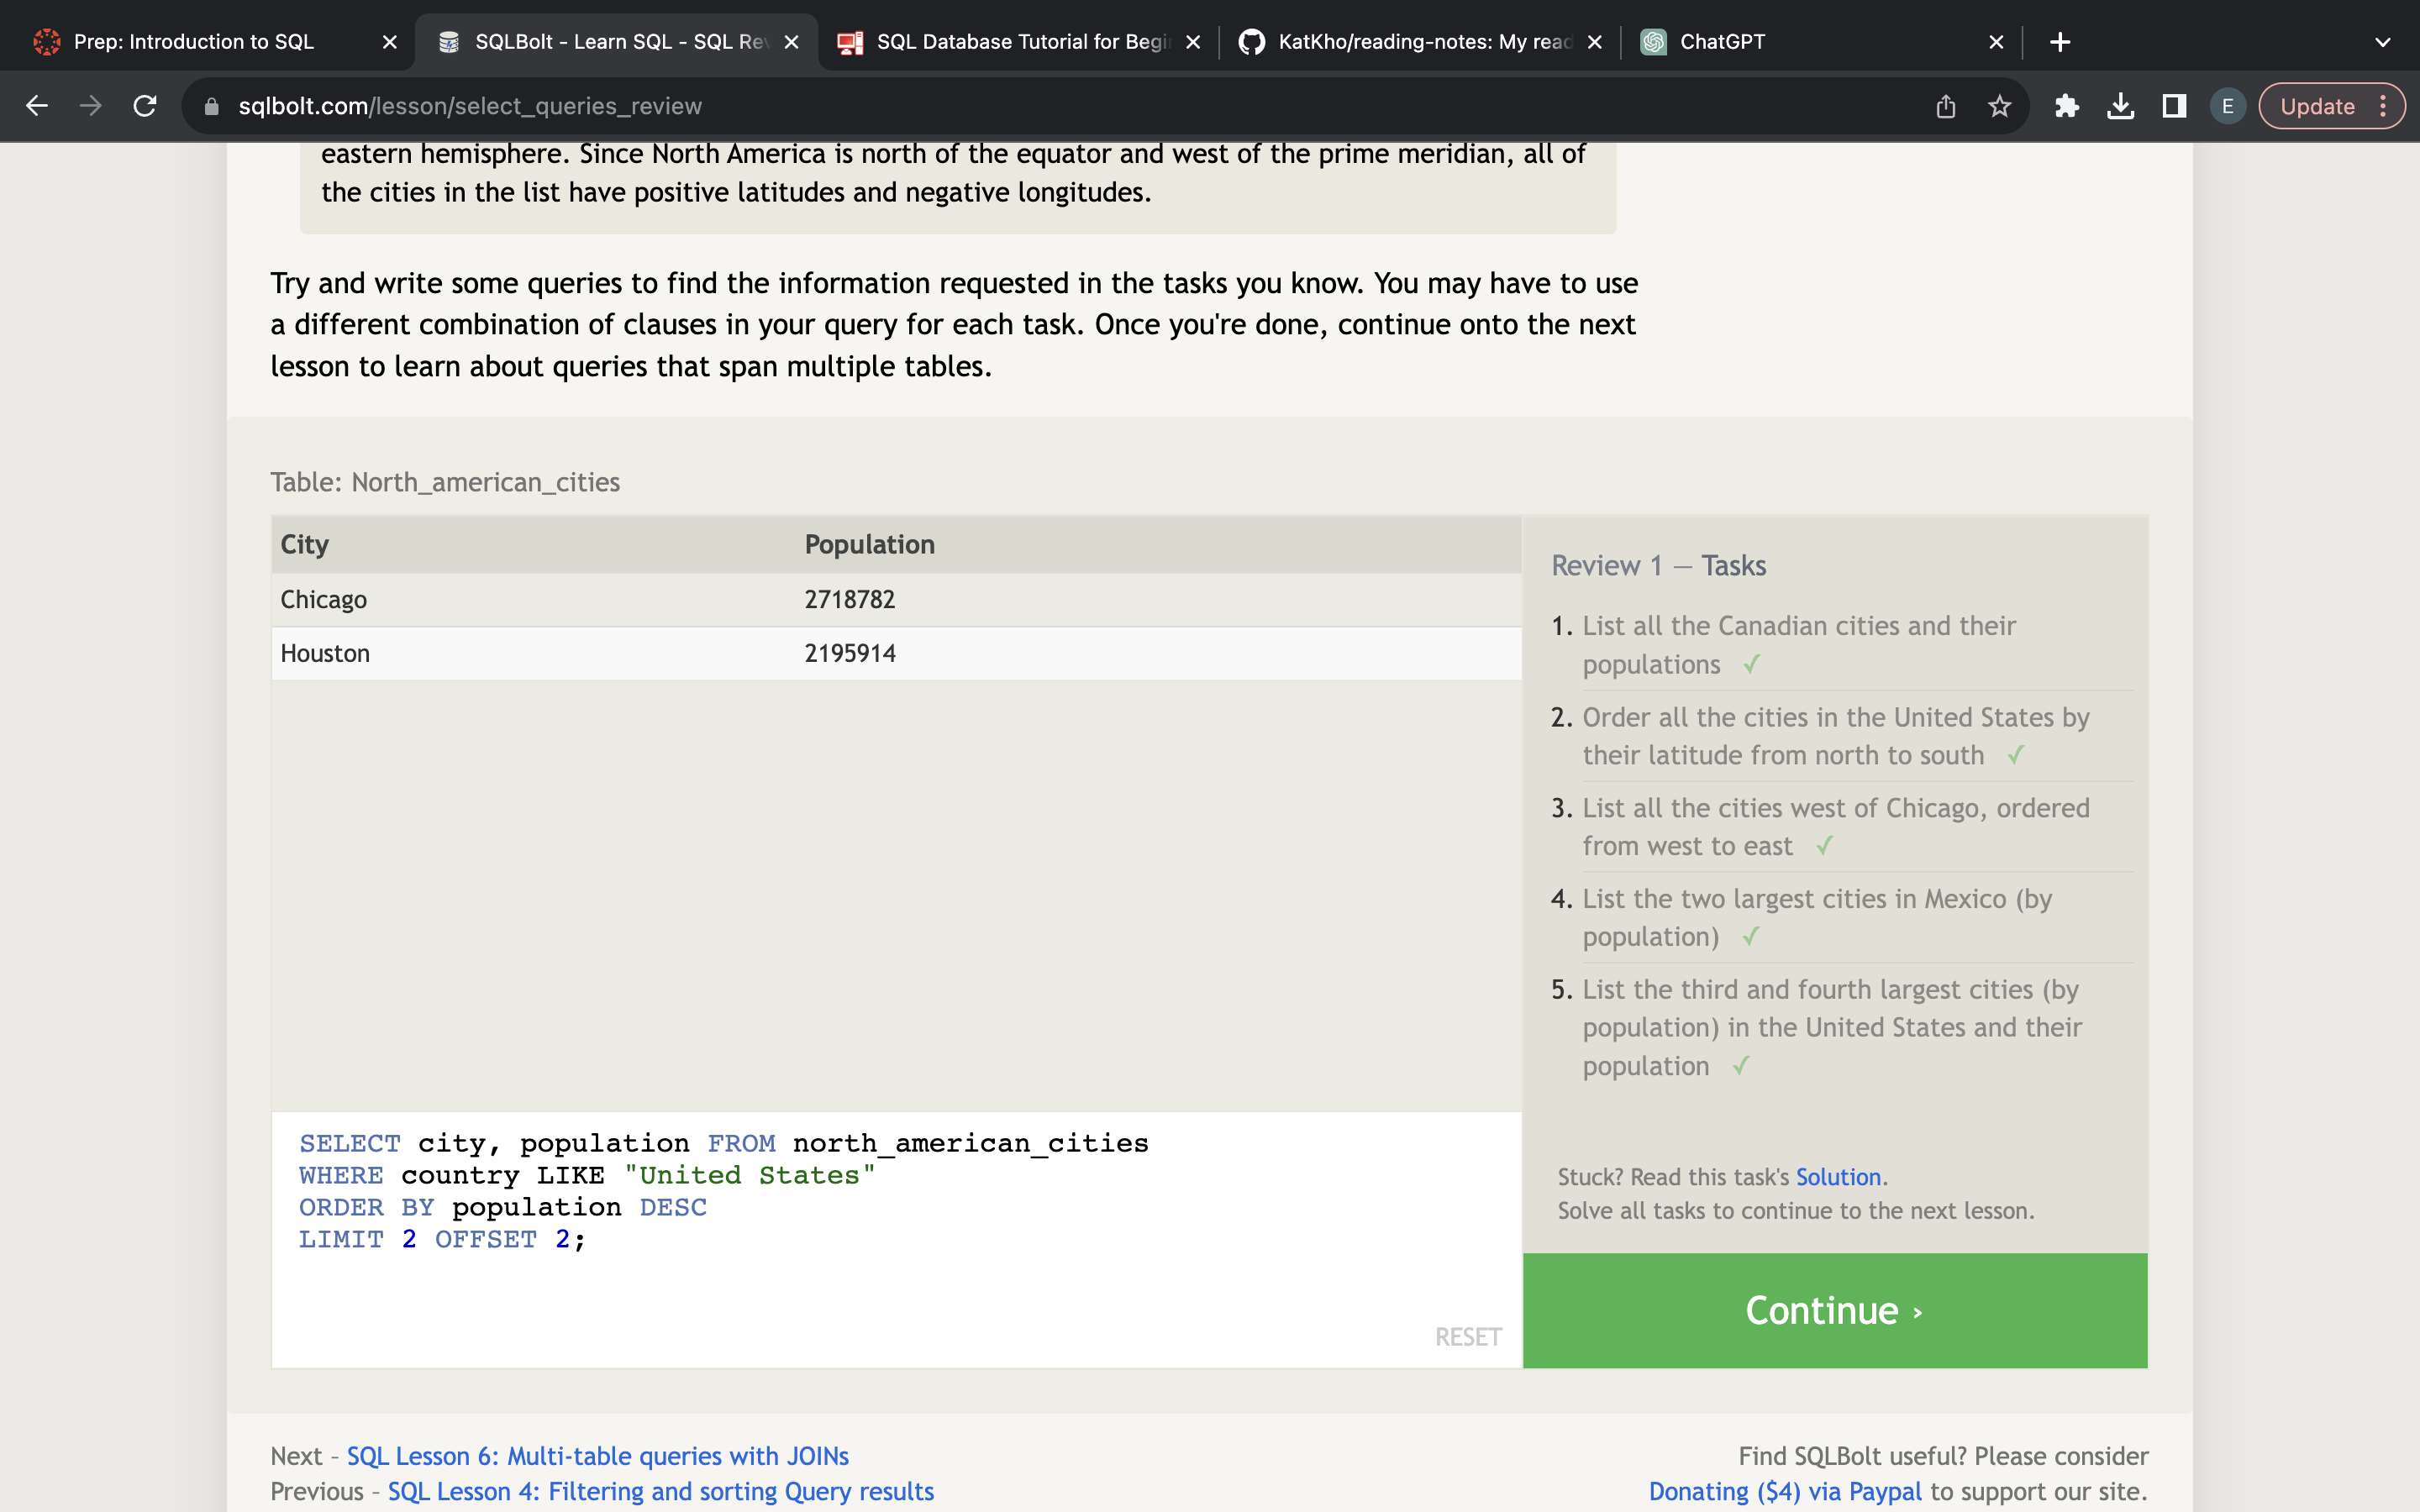 Prep: Introduction to SQL
SQLBolt - Learn SQL - SQL Rev
SQL Database Tutorial for Begi
KatKho/reading-notes: My read
ChatGPT
sqlbolt.com/lesson/select_queries_review
E
Update
eastern hemisphere. Since North America is north of the equator and west of the prime meridian, all of
the cities in the list have positive latitudes and negative longitudes.
Try and write some queries to find the information requested in the tasks you know. You may have to use
a different combination of clauses in your query for each task. Once you're done, continue onto the next
lesson to learn about queries that span multiple tables.
Table: North_american_cities
City Population
Chicago 2718782
Houston 2195914
SELECT city, population FROM north_american_cities
WHERE country LIKE "United States"
ORDER BY population DESC
LIMIT 2 OFFSET 2;
RESET
Review 1 — Tasks
1. List all the Canadian cities and their
populations ✓
2. Order all the cities in the United States by
their latitude from north to south ✓
3. List all the cities west of Chicago, ordered
from west to east ✓
4. List the two largest cities in Mexico (by
population) ✓
5. List the third and fourth largest cities (by
population) in the United States and their
population ✓
Stuck? Read this task's Solution.
Solve all tasks to continue to the next lesson.
Continue ›
Next – SQL Lesson 6: Multi-table queries with JOINs
Previous – SQL Lesson 4: Filtering and sorting Query results
Find SQLBolt useful? Please consider
Donating ($4) via Paypal to support our site.